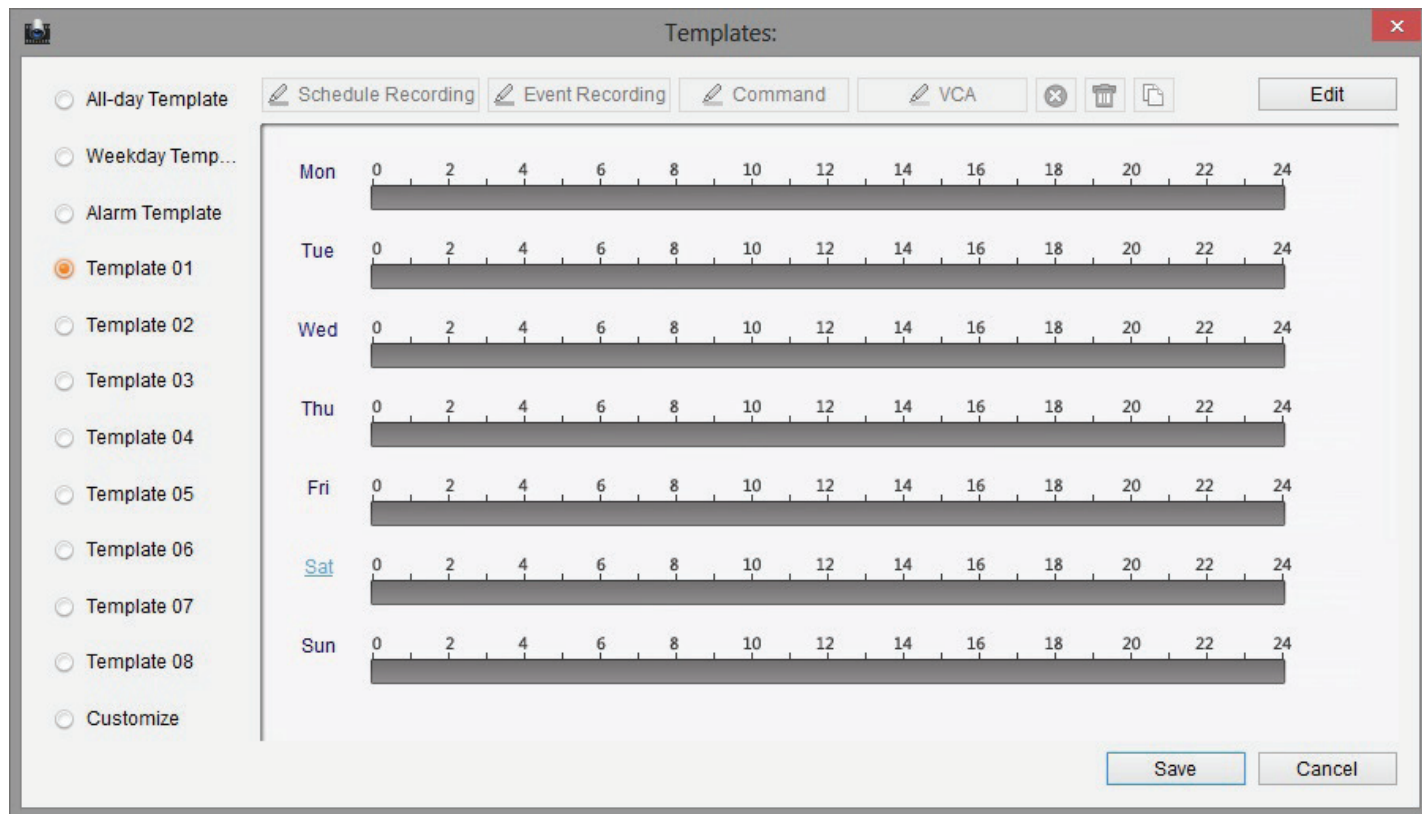 Templates:
All-day Template
Schedule Recording
Event Recording
Command
VCA
Edit
Weekday Temp...
Alarm Template
Template 01
Template 02
Template 03
Template 04
Template 05
Template 06
Template 07
Template 08
Customize
Mon 0 2 4 6 8 10 12 14 16 18 20 22 24
Tue 0 2 4 6 8 10 12 14 16 18 20 22 24
Wed 0 2 4 6 8 10 12 14 16 18 20 22 24
Thu 0 2 4 6 8 10 12 14 16 18 20 22 24
Fri 0 2 4 6 8 10 12 14 16 18 20 22 24
Sat 0 2 4 6 8 10 12 14 16 18 20 22 24
Sun 0 2 4 6 8 10 12 14 16 18 20 22 24
Save
Cancel